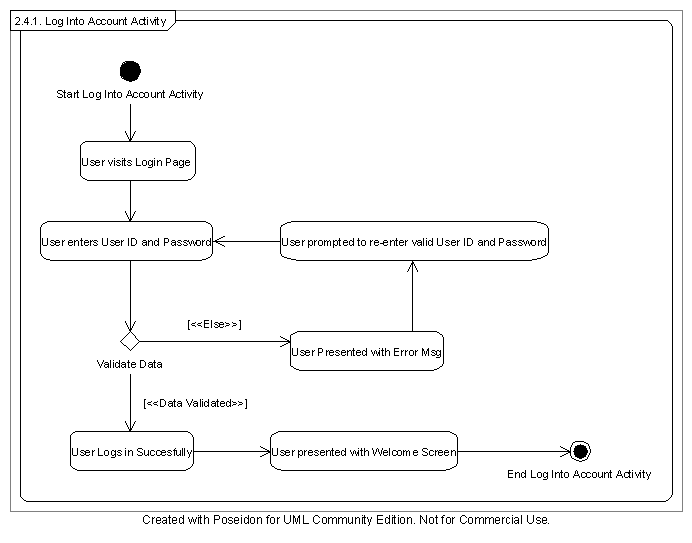 2.4.1. Log Into Account Activity
Start Log Into Account Activity
User visits Login Page
User enters User ID and Password
User prompted to re-enter valid User ID and Password
[<<Else>>]
User Presented with Error Msg
Validate Data
[<<Data Validated>>]
User Logs in Succesfully
User presented with Welcome Screen
End Log Into Account Activity
Created with Poseidon for UML Community Edition. Not for Commercial Use.